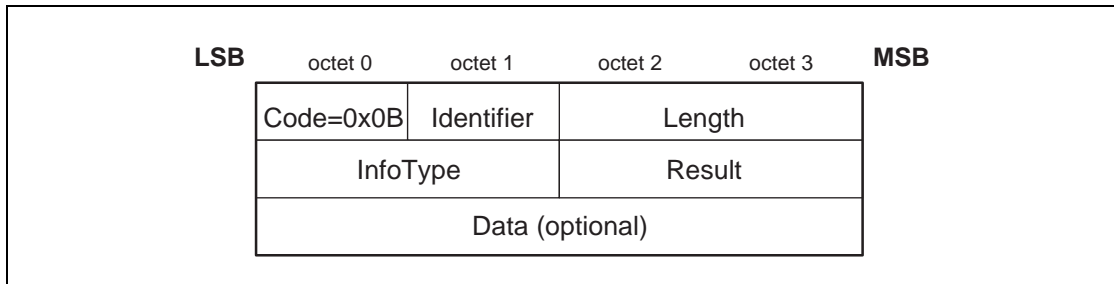 LSB octet 0 octet 1 octet 2 octet 3 MSB
Code=0x0B Identifier Length
InfoType Result
Data (optional)